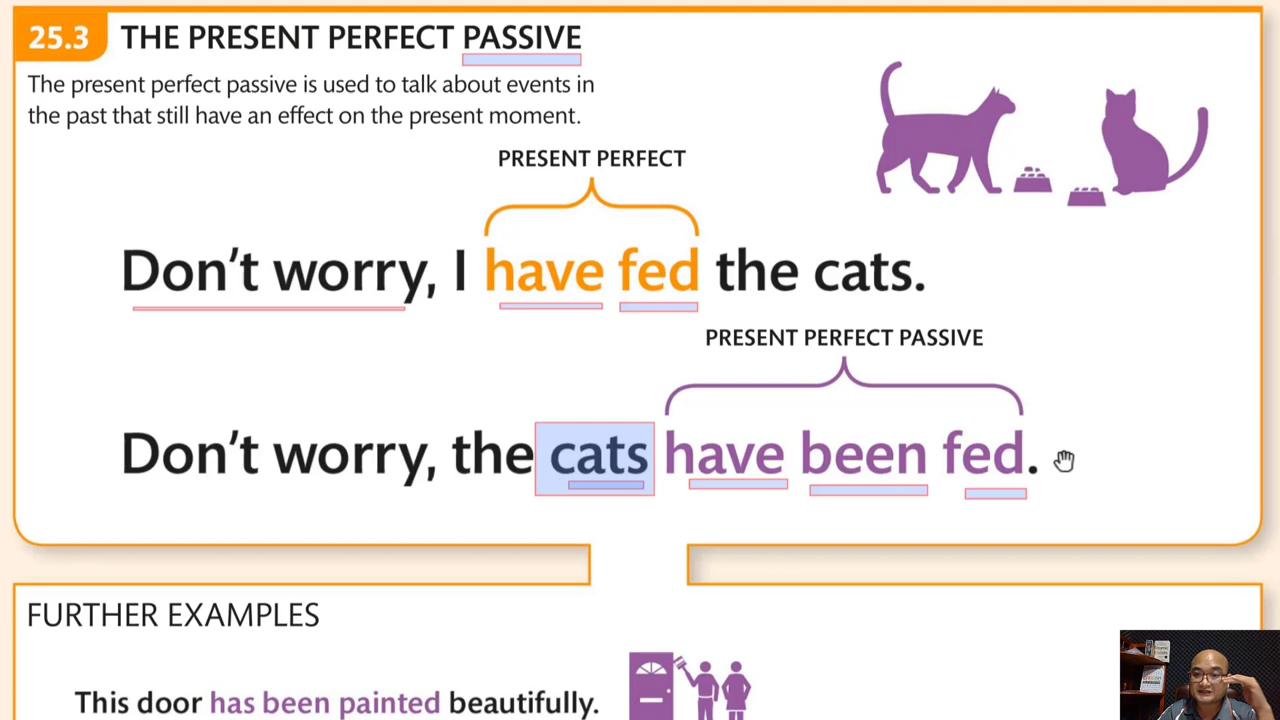 25.3 THE PRESENT PERFECT PASSIVE
The present perfect passive is used to talk about events in
the past that still have an effect on the present moment.
PRESENT PERFECT
Don't worry, I have fed the cats.
PRESENT PERFECT PASSIVE
Don't worry, the cats have been fed.
FURTHER EXAMPLES
This door has been painted beautifully.